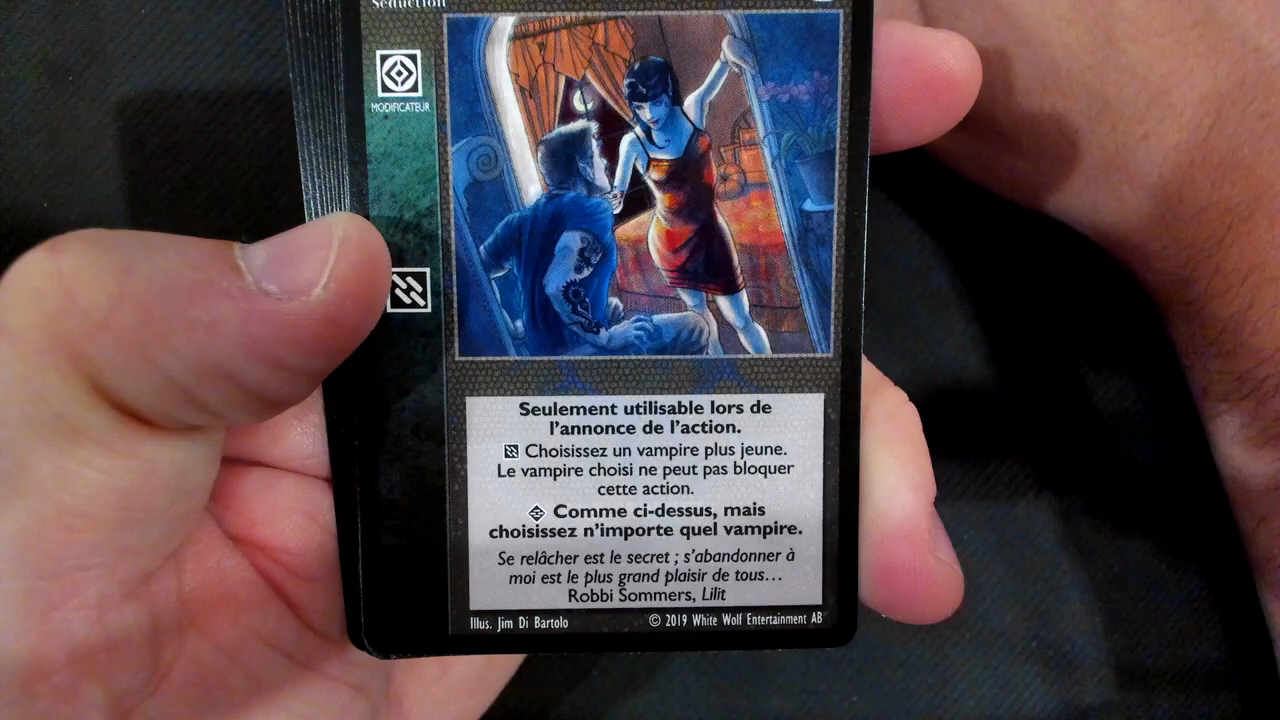 Séduction
MODIFICATEUR
Seulement utilisable lors de
l'annonce de l'action.
Choisissez un vampire plus jeune.
Le vampire choisi ne peut pas bloquer
cette action.
Comme ci-dessus, mais
choisissez n'importe quel vampire.
Se relâcher est le secret ; s'abandonner à
moi est le plus grand plaisir de tous…
Robbi Sommers, Lilit
Illus. Jim Di Bartolo
© 2019 White Wolf Entertainment AB